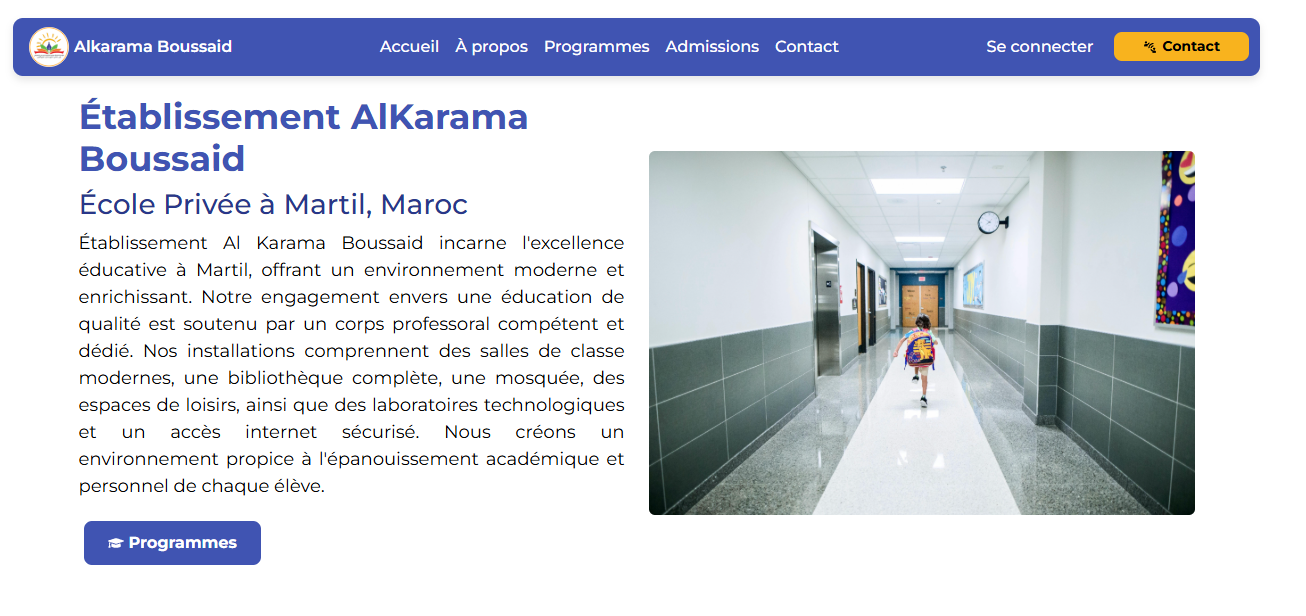 Alkarama Boussaid
Accueil À propos Programmes Admissions Contact
Se connecter
Contact
Établissement AlKarama
Boussaid
École Privée à Martil, Maroc
Établissement Al Karama Boussaid incarne l'excellence
éducative à Martil, offrant un environnement moderne et
enrichissant. Notre engagement envers une éducation de
qualité est soutenu par un corps professoral compétent et
dédié. Nos installations comprennent des salles de classe
modernes, une bibliothèque complète, une mosquée, des
espaces de loisirs, ainsi que des laboratoires technologiques
et un accès internet sécurisé. Nous créons un
environnement propice à l'épanouissement académique et
personnel de chaque élève.
Programmes